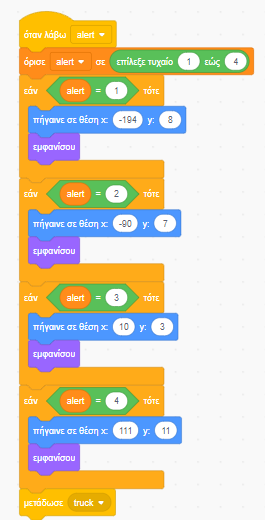 όταν λάβω alert
όρισε alert σε επίλεξε τυχαίο 1 εώς 4
εάν alert = 1 τότε
πήγαινε σε θέση x: -194 y: 8
εμφανίσου
εάν alert = 2 τότε
πήγαινε σε θέση x: -90 y: 7
εμφανίσου
εάν alert = 3 τότε
πήγαινε σε θέση x: 10 y: 3
εμφανίσου
εάν alert = 4 τότε
πήγαινε σε θέση x: 111 y: 11
εμφανίσου
μετάδωσε truck